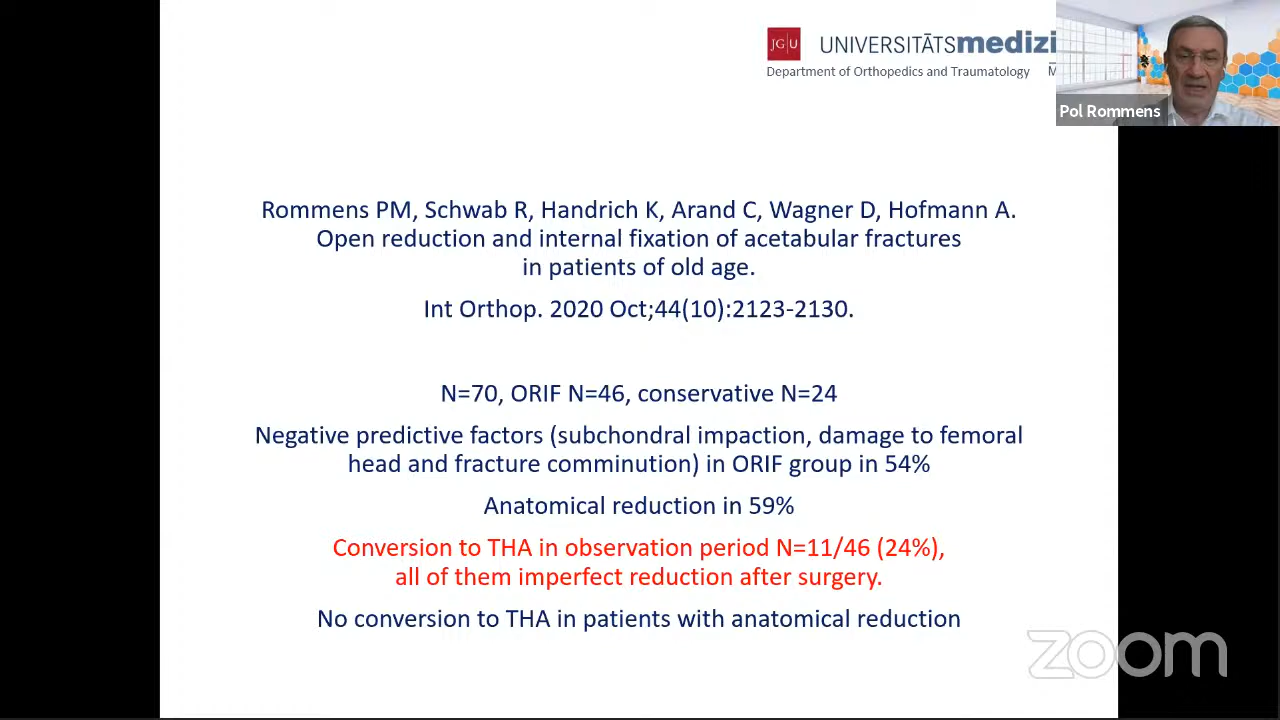 JG|U UNIVERSITĀTSmedizi
Department of Orthopedics and Traumatology M
Pol Rommens
Rommens PM, Schwab R, Handrich K, Arand C, Wagner D, Hofmann A.
Open reduction and internal fixation of acetabular fractures
in patients of old age.
Int Orthop. 2020 Oct;44(10):2123-2130.
N=70, ORIF N=46, conservative N=24
Negative predictive factors (subchondral impaction, damage to femoral
head and fracture comminution) in ORIF group in 54%
Anatomical reduction in 59%
Conversion to THA in observation period N=11/46 (24%),
all of them imperfect reduction after surgery.
No conversion to THA in patients with anatomical reduction
zoom